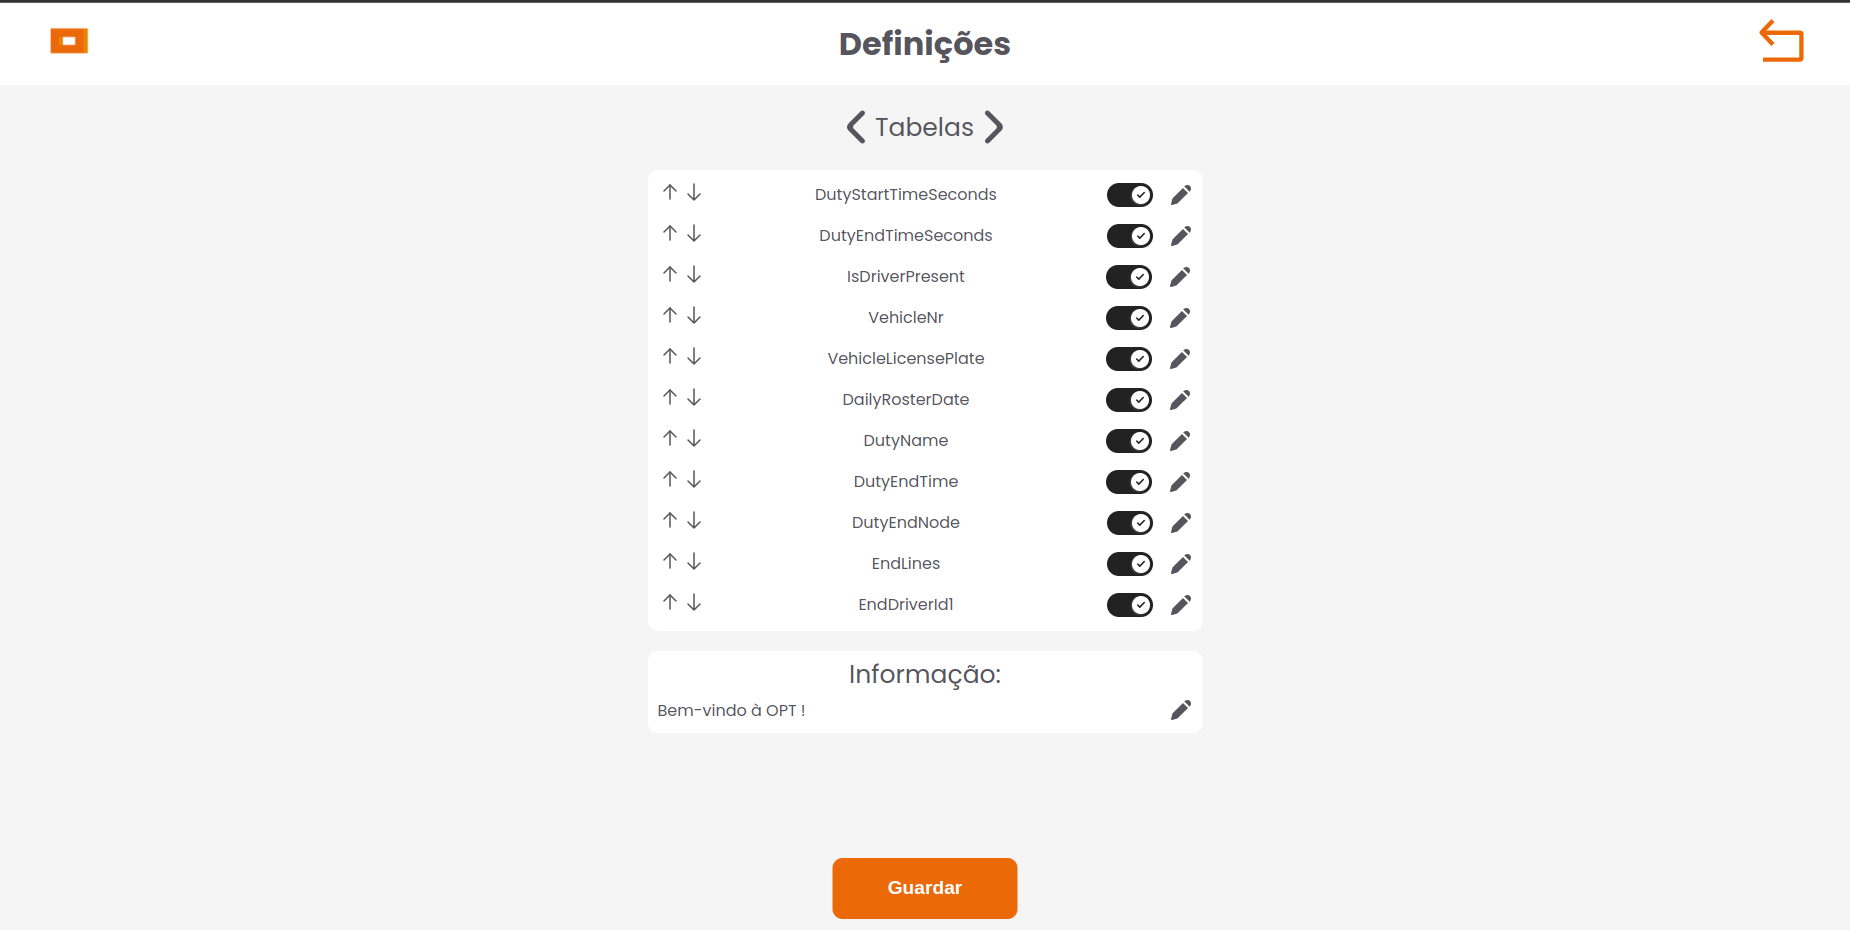 Definições
Tabelas
DutyStartTimeSeconds
DutyEndTimeSeconds
IsDriverPresent
VehicleNr
VehicleLicensePlate
DailyRosterDate
DutyName
DutyEndTime
DutyEndNode
EndLines
EndDriverId1
Informação:
Bem-vindo à OPT !
Guardar